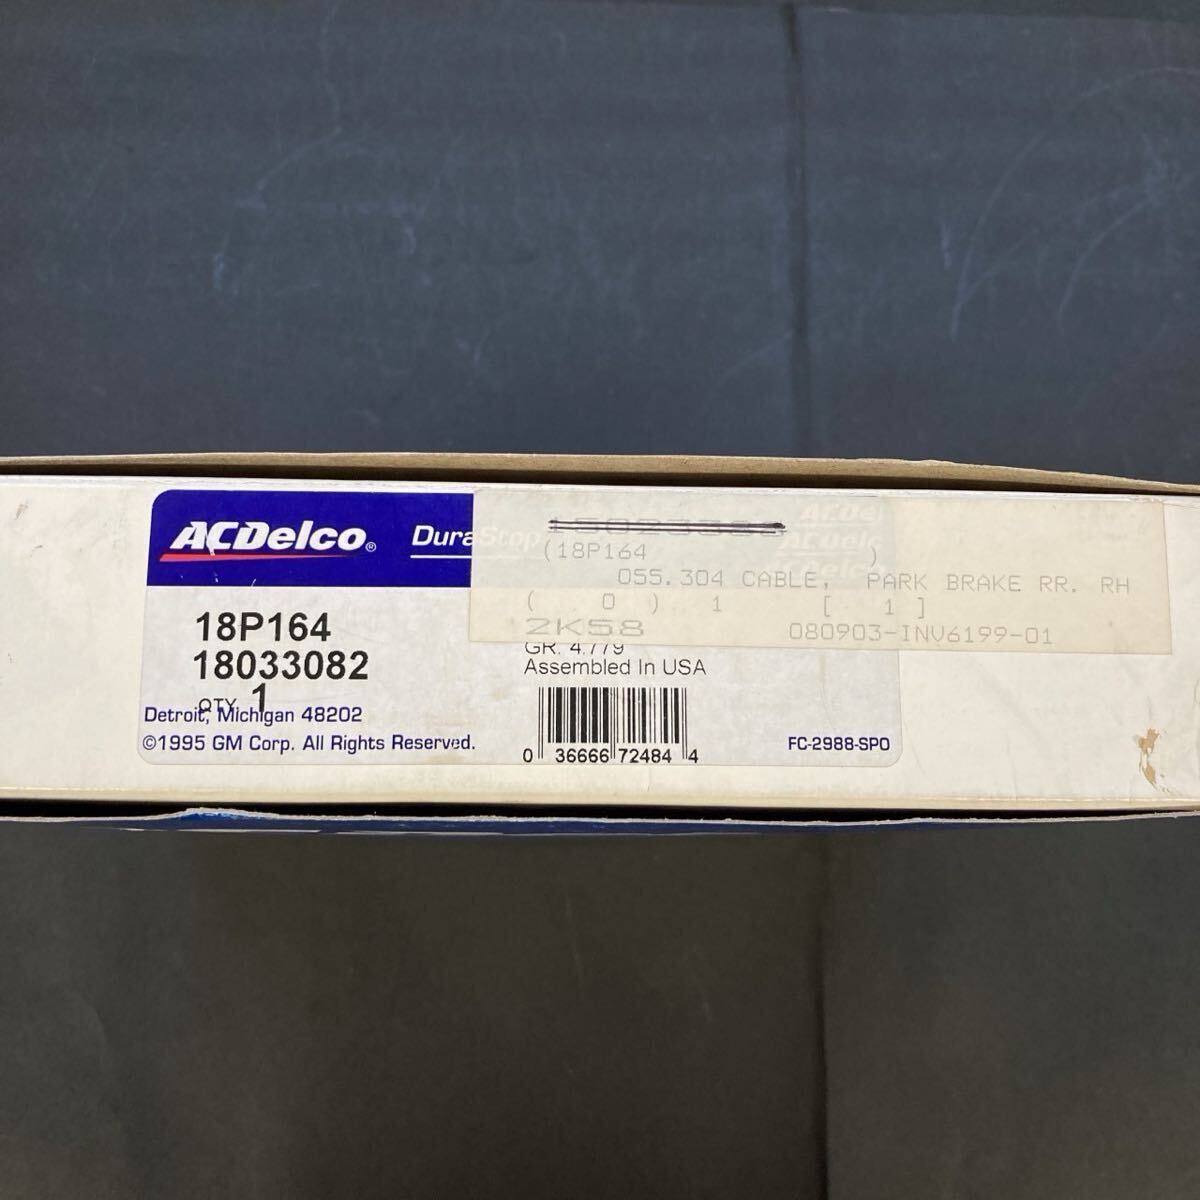 ACDelco® DuraStop
(18P164 )
055.304 CABLE, PARK BRAKE RR. RH
( 0 ) 1 [ 1 ]
2K58 080903-INV6199-01
18P164
18033082
QTY. 1
GR. 4.779
Assembled In USA
Detroit, Michigan 48202
©1995 GM Corp. All Rights Reserved.
0 36666 72484 4
FC-2988-SPO